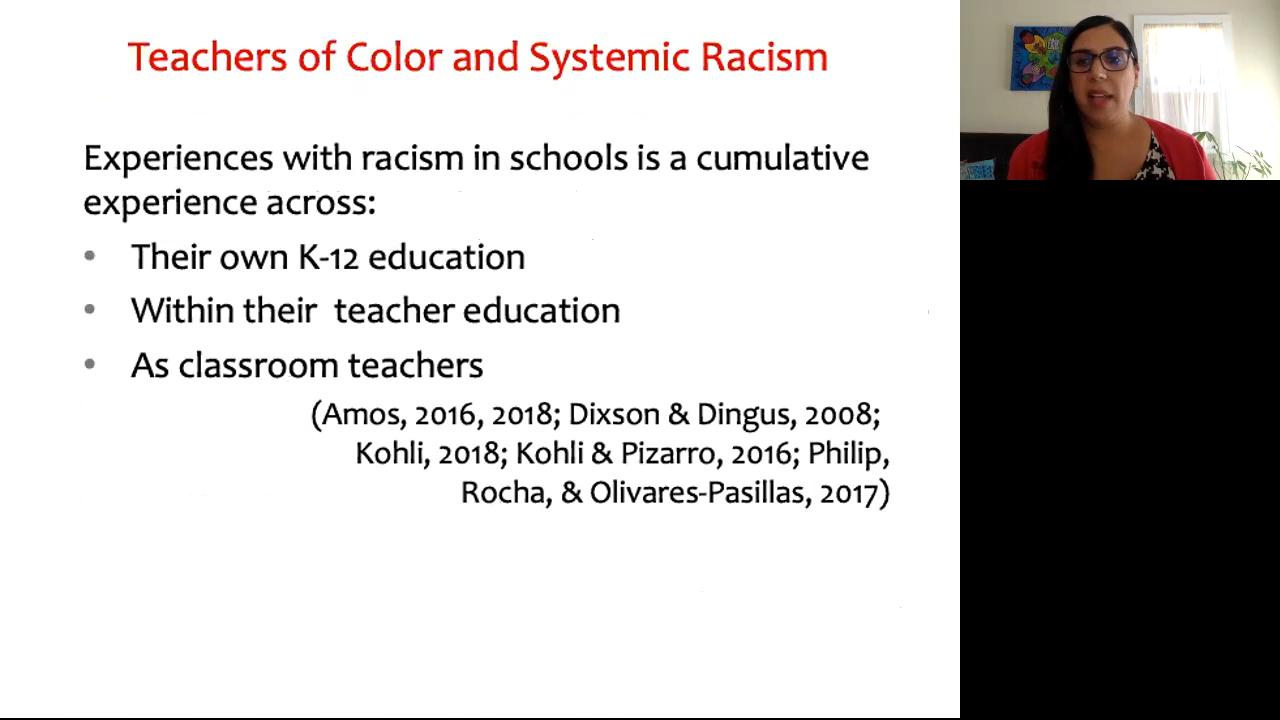 Teachers of Color and Systemic Racism
Experiences with racism in schools is a cumulative
experience across:
• Their own K-12 education
• Within their  teacher education
• As classroom teachers
(Amos, 2016, 2018; Dixson & Dingus, 2008;
Kohli, 2018; Kohli & Pizarro, 2016; Philip,
Rocha, & Olivares-Pasillas, 2017)